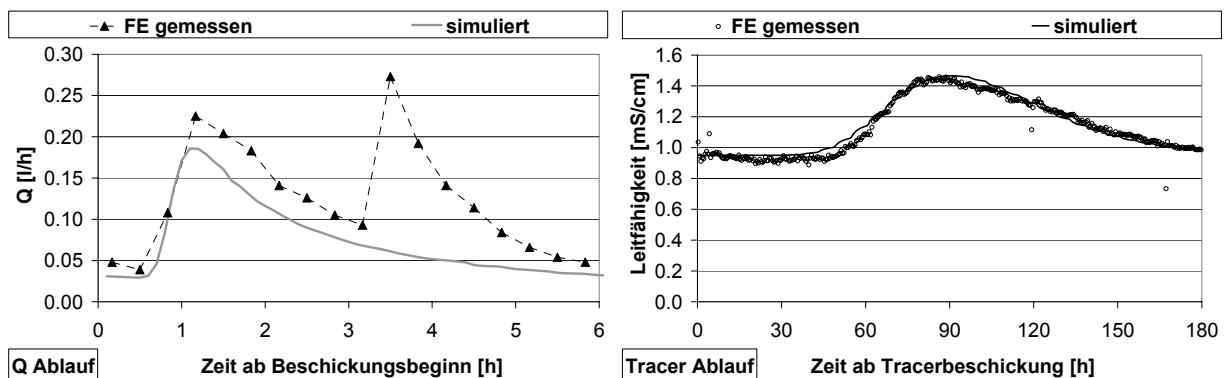 FE gemessen simuliert
Q [l/h]
0.30
0.25
0.20
0.15
0.10
0.05
0.00
0 1 2 3 4 5 6
Q Ablauf Zeit ab Beschickungsbeginn [h]
FE gemessen simuliert
Leitfähigkeit [mS/cm]
1.6
1.4
1.2
1.0
0.8
0.6
0.4
0.2
0.0
0 30 60 90 120 150 180
Tracer Ablauf Zeit ab Tracerbeschickung [h]